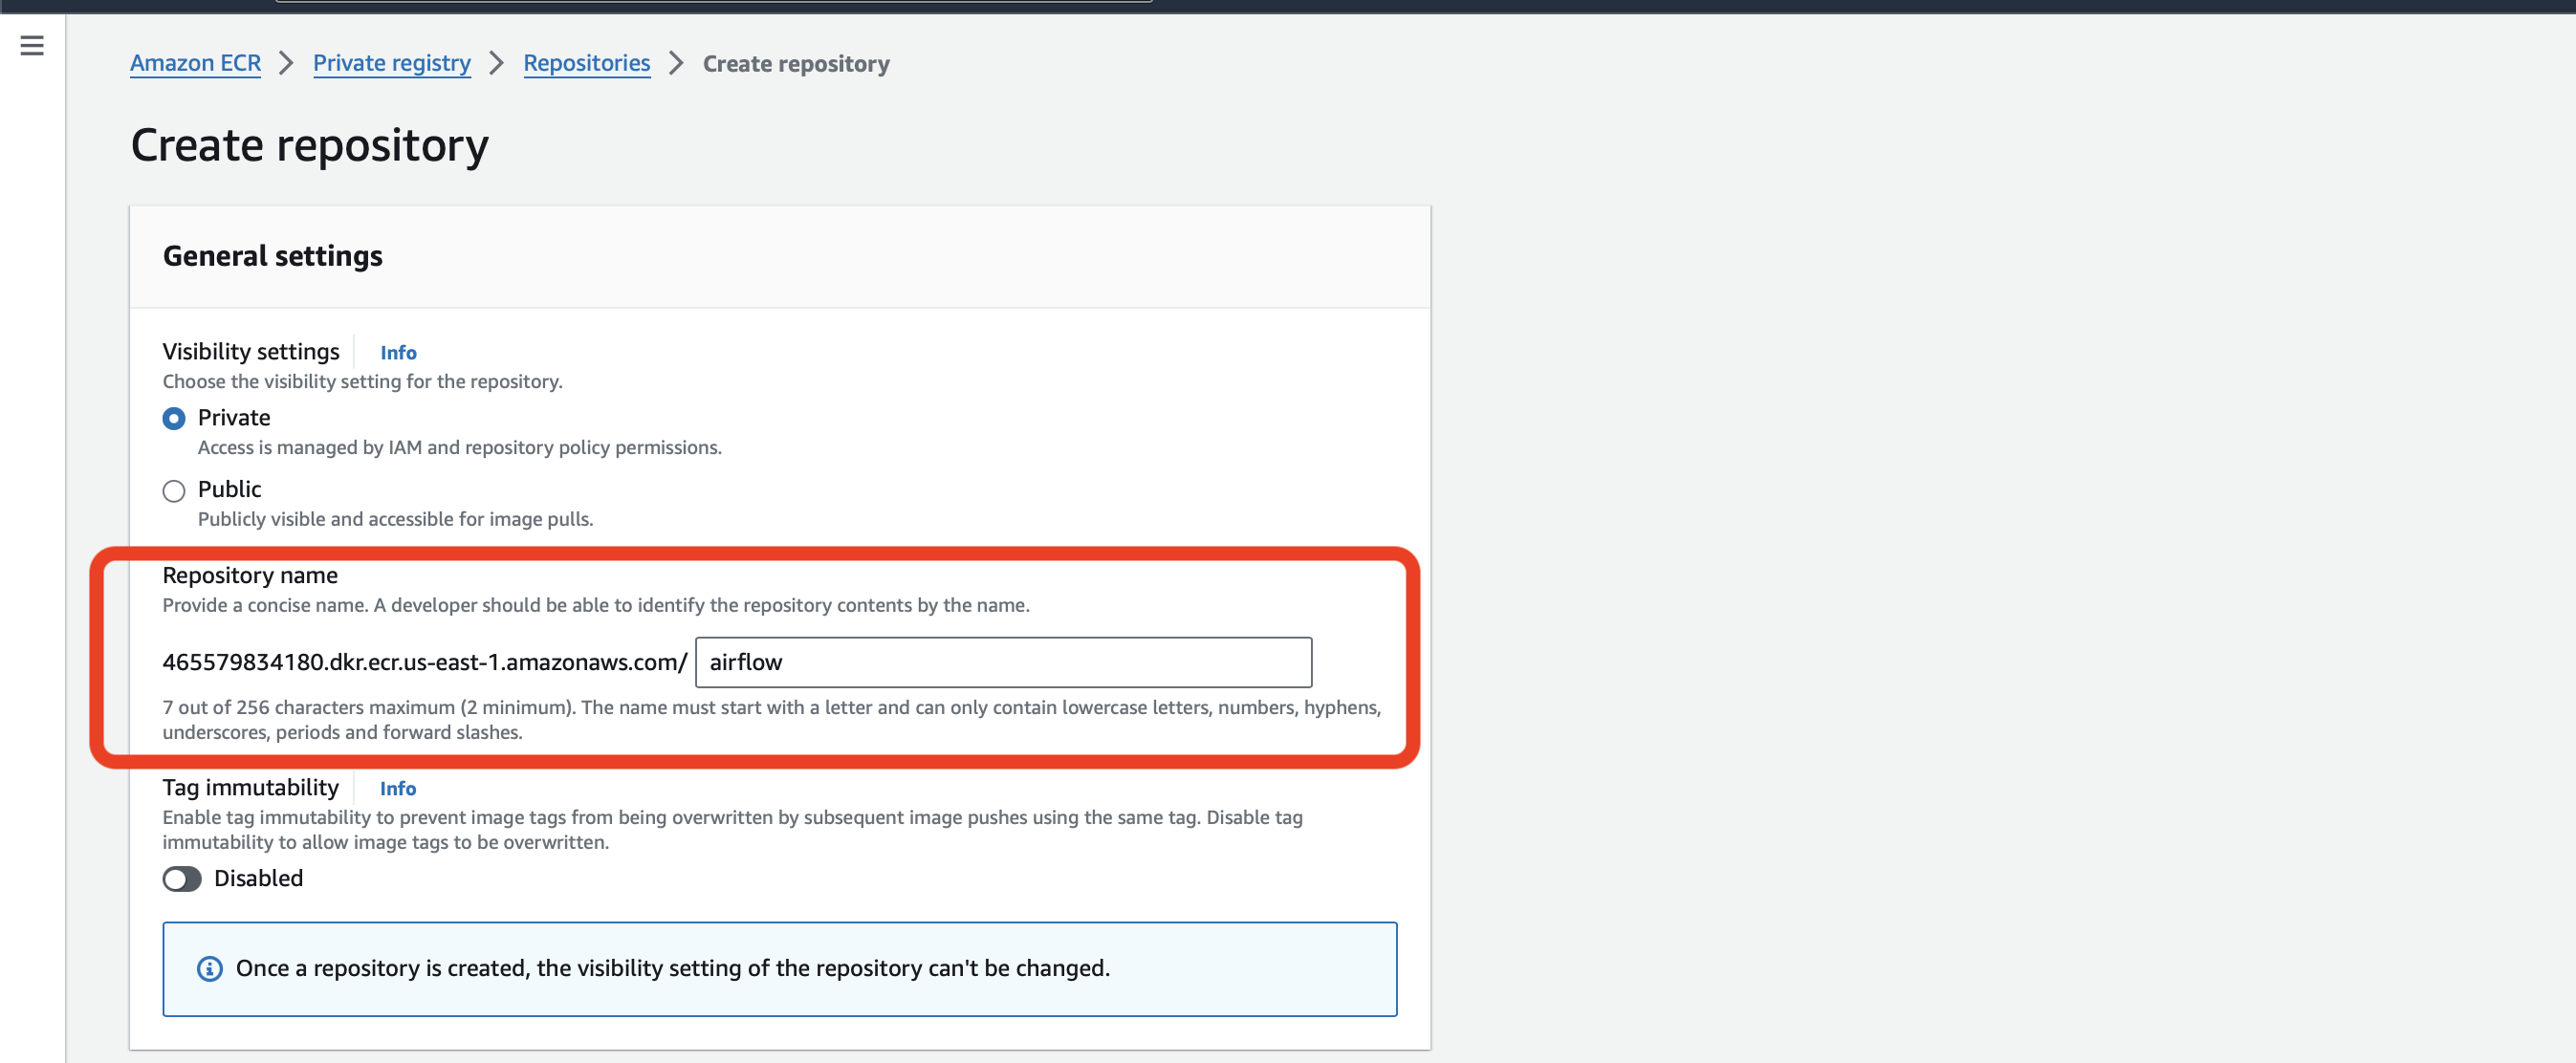 Amazon ECR > Private registry > Repositories > Create repository
Create repository
General settings
Visibility settings Info
Choose the visibility setting for the repository.
Private
Access is managed by IAM and repository policy permissions.
Public
Publicly visible and accessible for image pulls.
Repository name
Provide a concise name. A developer should be able to identify the repository contents by the name.
465579834180.dkr.ecr.us-east-1.amazonaws.com/ airflow
7 out of 256 characters maximum (2 minimum). The name must start with a letter and can only contain lowercase letters, numbers, hyphens,
underscores, periods and forward slashes.
Tag immutability Info
Enable tag immutability to prevent image tags from being overwritten by subsequent image pushes using the same tag. Disable tag
immutability to allow image tags to be overwritten.
Disabled
Once a repository is created, the visibility setting of the repository can't be changed.